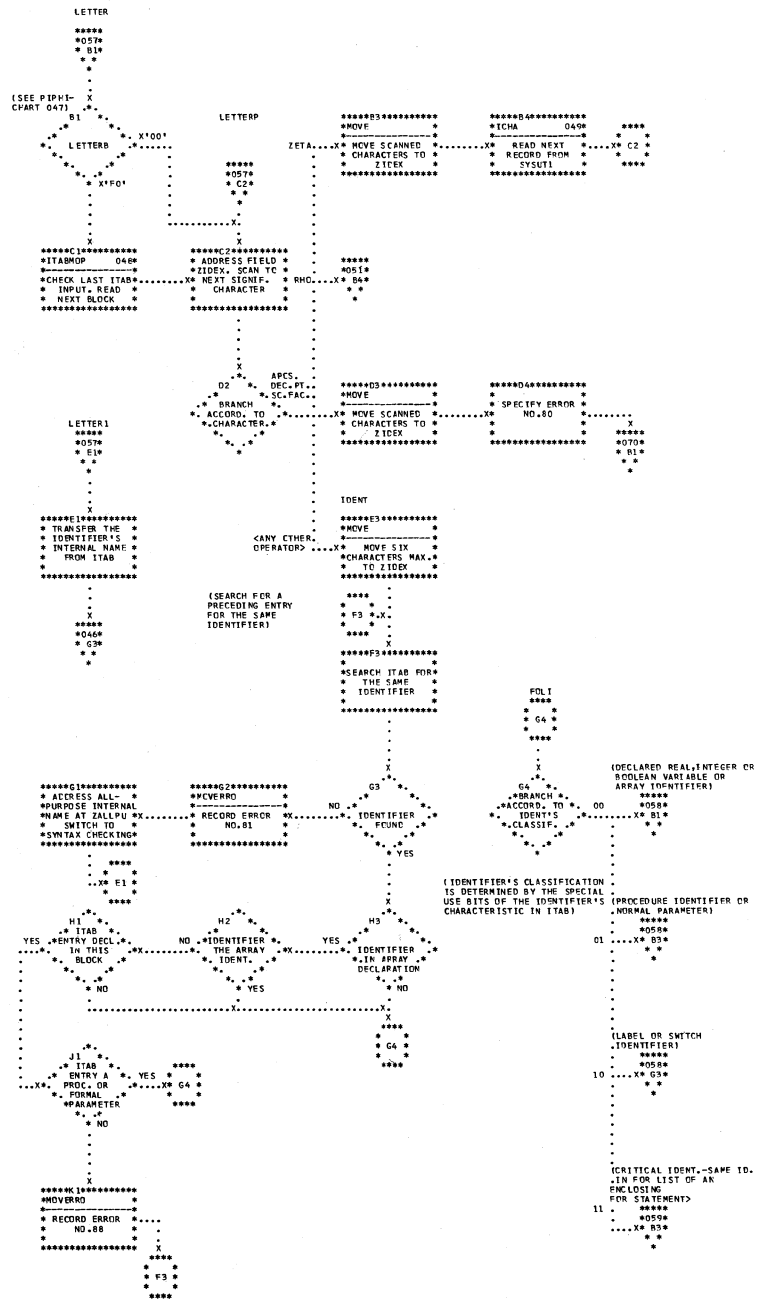 LETTER
*057*
* B1*
(SEE PIPHI-
CHART 047)
B1
LETTERB
X'00'
X'F0'
LETTERP
*057*
* C2*
ZETA
*****B3**********
*MOVE
MOVE SCANNED
CHARACTERS TO
ZIDEX
*****B4**********
*ICHA 049*
READ NEXT
RECORD FROM
SYSUT1
* C2 *
*****C1**********
*ITABMOP 048*
*CHECK LAST ITAB*
INPUT. READ
NEXT BLOCK
*****C2**********
* ADDRESS FIELD *
*ZIDEX. SCAN TO *
NEXT SIGNIF.
CHARACTER
RHO
*051*
* B4*
D2
BRANCH
ACCORD. TO
*.CHARACTER.*
APCS.
DEC.PT.
SC.FAC.
*****D3**********
*MOVE
* MOVE SCANNED *
*CHARACTERS TO *
ZIDEX
*****D4**********
SPECIFY ERROR
NO.80
*070*
* B1*
LETTER1
*057*
* E1*
*****E1**********
* TRANSFER THE *
* IDENTIFIER'S *
* INTERNAL NAME *
FROM ITAB
*046*
* G3*
<ANY OTHER
OPERATOR>
IDENT
*****E3**********
*MOVE
MOVE SIX
*CHARACTERS MAX.*
TO ZIDEX
(SEARCH FOR A
PRECEDING ENTRY
FOR THE SAME
IDENTIFIER)
* F3 *
*****F3**********
*SEARCH ITAB FOR*
THE SAME
IDENTIFIER
FOLI
* G4 *
*****G1**********
* ADDRESS ALL-
*PURPOSE INTERNAL
*NAME AT ZALLPU *
SWITCH TO
*SYNTAX CHECKING*
*****G2**********
*MOVERRO
RECORD ERROR
NO.81
NO
G3
IDENTIFIER
FOUND
YES
G4
*BRANCH
*ACCORD. TO
IDENT'S
*.CLASSIF.
00
(DECLARED REAL,INTEGER OR
BOOLEAN VARIABLE OR
ARRAY IDENTIFIER)
*058*
* B1*
* E1 *
(IDENTIFIER'S CLASSIFICATION
IS DETERMINED BY THE SPECIAL
USE BITS OF THE IDENTIFIER'S
CHARACTERISTIC IN ITAB)
H1
ITAB
*ENTRY DECL.
IN THIS
BLOCK
YES
NO
H2
*IDENTIFIER
THE ARRAY
IDENT.
NO
YES
H3
IDENTIFIER
*.IN ARRAY
DECLARATION
YES
NO
(PROCEDURE IDENTIFIER OR
NORMAL PARAMETER)
01
*058*
* B3*
* G4 *
J1
ITAB
ENTRY A
PROC. OR
FORMAL
*PARAMETER
YES
* G4 *
NO
(LABEL OR SWITCH
IDENTIFIER)
10
*058*
* G3*
*****K1**********
*MOVERRO
RECORD ERROR
NO.88
* F3 *
(CRITICAL IDENT.-SAME ID.
IN FOR LIST OF AN
ENCLOSING
FOR STATEMENT>
11
*059*
* B3*